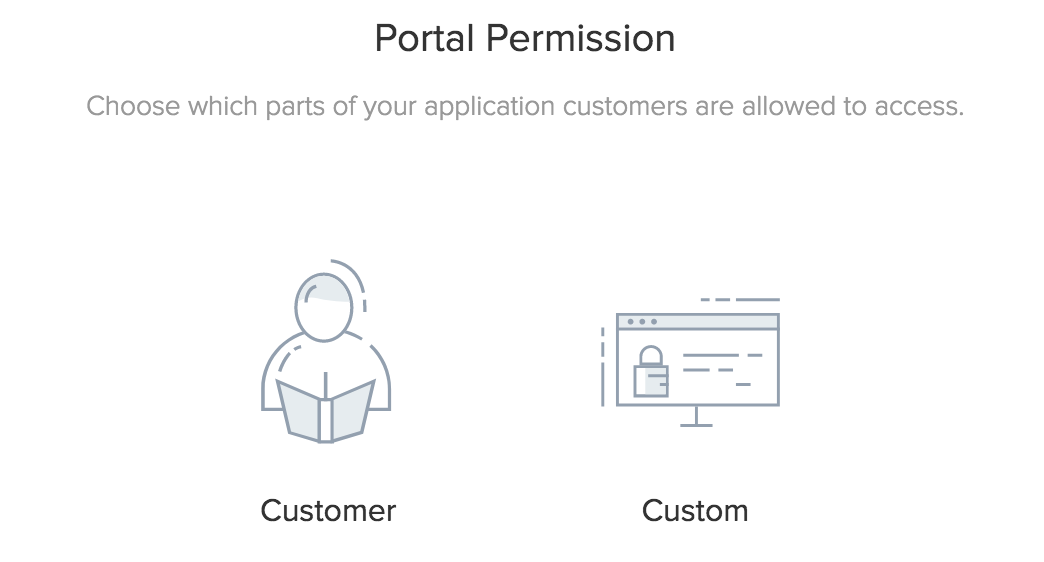 Portal Permission
Choose which parts of your application customers are allowed to access.
Customer
Custom